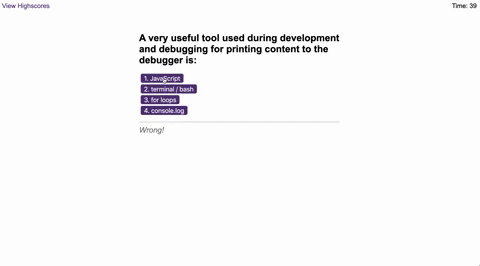 View Highscores
Time: 39
A very useful tool used during development
and debugging for printing content to the
debugger is:
1. JavaScript
2. terminal / bash
3. for loops
4. console.log
Wrong!